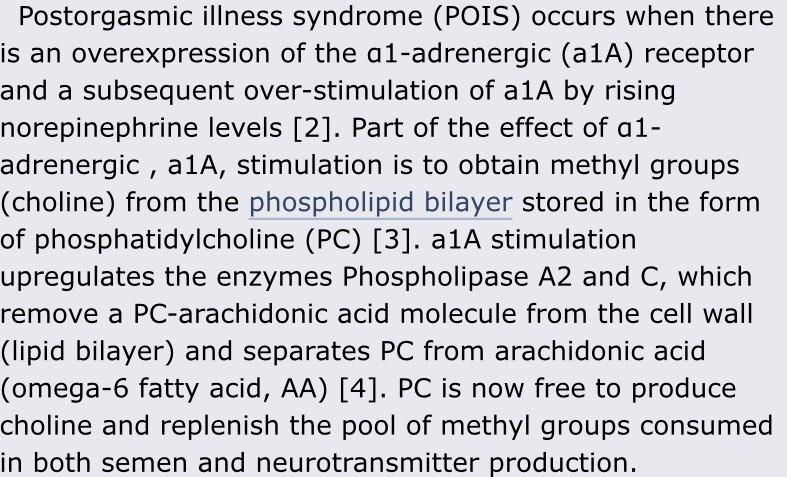 Postorgasmic illness syndrome (POIS) occurs when there
is an overexpression of the ɑ1-adrenergic (a1A) receptor
and a subsequent over-stimulation of a1A by rising
norepinephrine levels [2]. Part of the effect of ɑ1-
adrenergic , a1A, stimulation is to obtain methyl groups
(choline) from the phospholipid bilayer stored in the form
of phosphatidylcholine (PC) [3]. a1A stimulation
upregulates the enzymes Phospholipase A2 and C, which
remove a PC-arachidonic acid molecule from the cell wall
(lipid bilayer) and separates PC from arachidonic acid
(omega-6 fatty acid, AA) [4]. PC is now free to produce
choline and replenish the pool of methyl groups consumed
in both semen and neurotransmitter production.